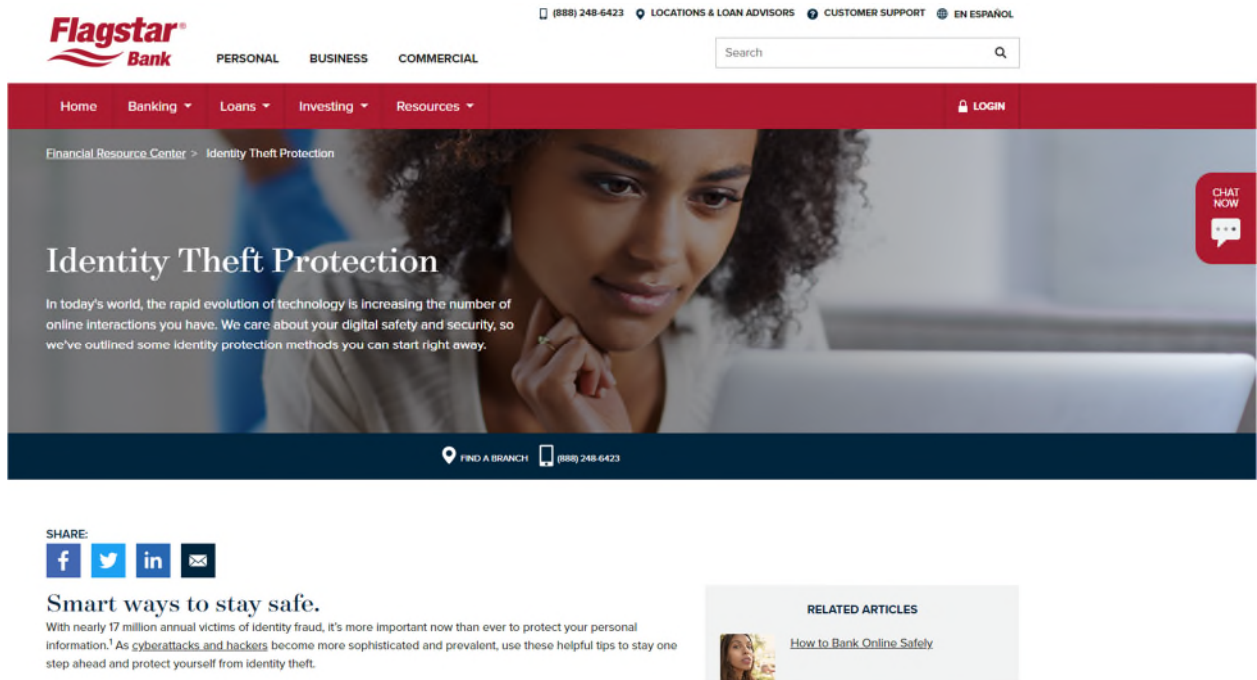 (888) 248-6423 LOCATIONS & LOAN ADVISORS CUSTOMER SUPPORT EN ESPAÑOL
Flagstar®
Bank
PERSONAL BUSINESS COMMERCIAL
Search
Home Banking Loans Investing Resources LOGIN
Financial Resource Center > Identity Theft Protection
CHAT
NOW
Identity Theft Protection
In today's world, the rapid evolution of technology is increasing the number of
online interactions you have. We care about your digital safety and security, so
we've outlined some identity protection methods you can start right away.
FIND A BRANCH (888) 248-6423
SHARE:
f in
Smart ways to stay safe.
With nearly 17 million annual victims of identity fraud, it's more important now than ever to protect your personal
information.¹ As cyberattacks and hackers become more sophisticated and prevalent, use these helpful tips to stay one
step ahead and protect yourself from identity theft.
RELATED ARTICLES
How to Bank Online Safely